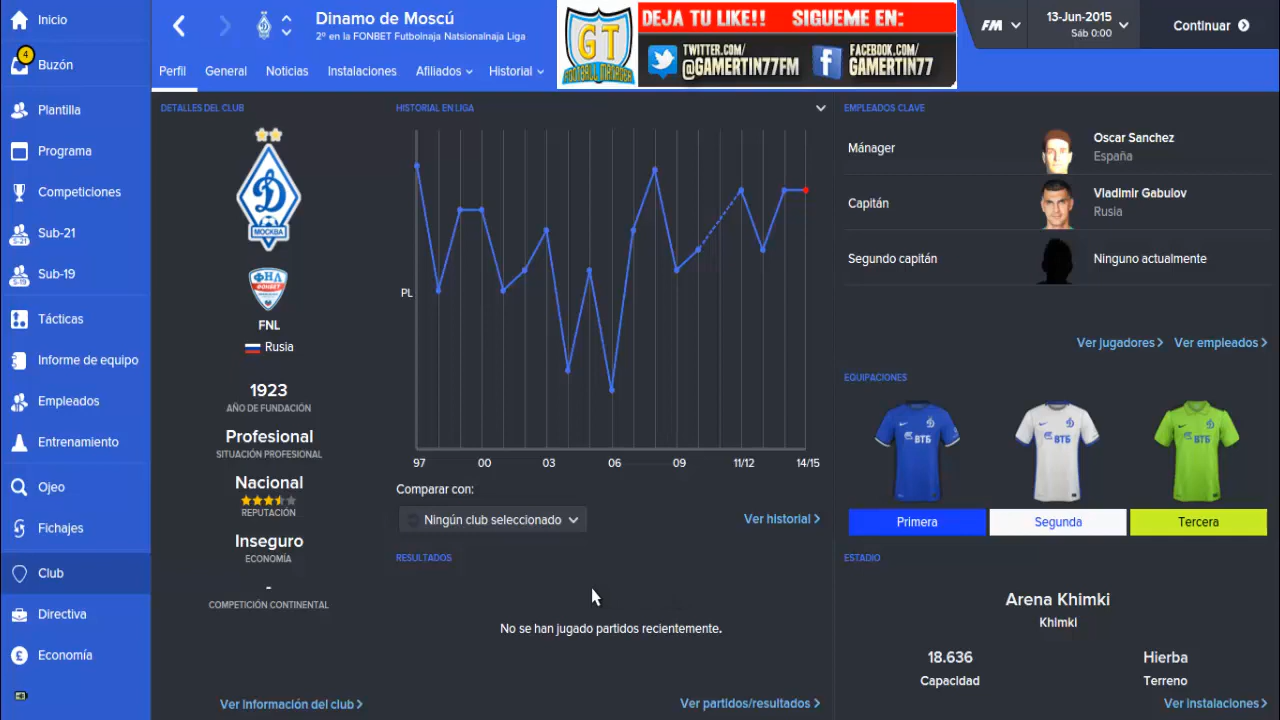 Inicio
4
Buzón
Plantilla
Programa
Competiciones
S-21
Sub-21
S-19
Sub-19
Tácticas
Informe de equipo
Empleados
Entrenamiento
Ojeo
Fichajes
Club
Directiva
Economía
Dinamo de Moscú
2º en la FONBET Futbolnaja Natsionalnaja Liga
Perfil
General
Noticias
Instalaciones
Afiliados
Historial
GT
FOOTBALL MANAGER
DEJA TU LIKE!! SIGUEME EN:
TWITTER.COM/
@GAMERTIN77FM
FACEBOOK.COM/
GAMERTIN77
FM
13-Jun-2015
Sáb 0:00
Continuar
DETALLES DEL CLUB
МОСКВА
ФНЛ
FONBET
FNL
Rusia
1923
AÑO DE FUNDACIÓN
Profesional
SITUACIÓN PROFESIONAL
Nacional
REPUTACIÓN
Inseguro
ECONOMÍA
-
COMPETICIÓN CONTINENTAL
Ver información del club
HISTORIAL EN LIGA
PL
97 00 03 06 09 11/12 14/15
Comparar con:
Ningún club seleccionado
Ver historial
RESULTADOS
No se han jugado partidos recientemente.
Ver partidos/resultados
EMPLEADOS CLAVE
Mánager
Oscar Sanchez
España
Capitán
Vladimir Gabulov
Rusia
Segundo capitán
Ninguno actualmente
Ver jugadores
Ver empleados
EQUIPACIONES
ВТБ
ВТБ
ВТБ
Primera
Segunda
Tercera
ESTADIO
Arena Khimki
Khimki
18.636
Capacidad
Hierba
Terreno
Ver instalaciones